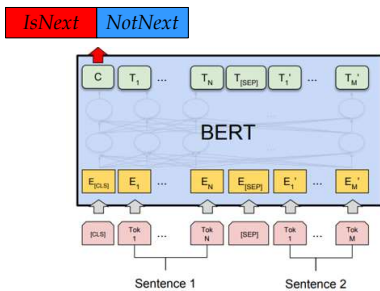 IsNext NotNext
C T1 ... TN T[SEP] T1' ... TM'
BERT
E[CLS] E1 ... EN E[SEP] E1' ... EM'
[CLS] Tok 1 ... Tok N [SEP] Tok 1 ... Tok M
Sentence 1 Sentence 2